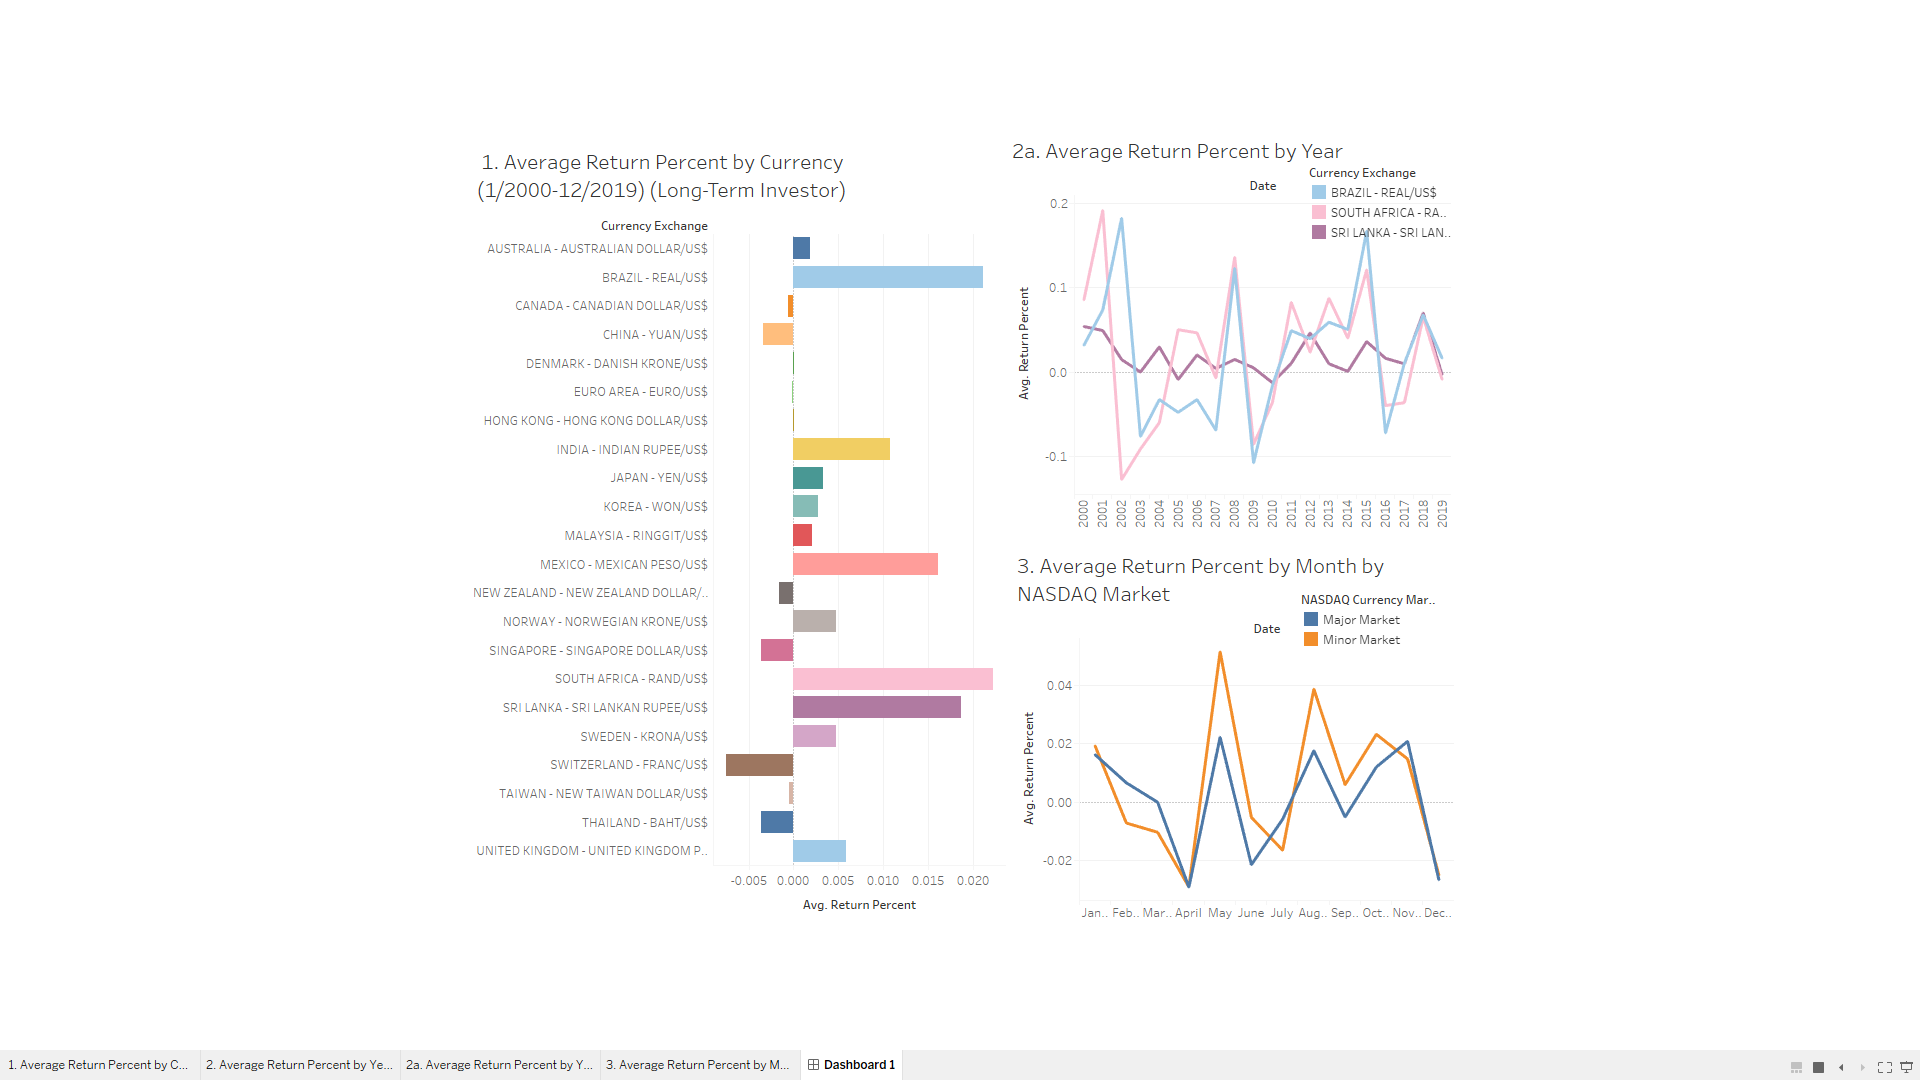 1. Average Return Percent by Currency
(1/2000-12/2019) (Long-Term Investor)
Currency Exchange
AUSTRALIA - AUSTRALIAN DOLLAR/US$
BRAZIL - REAL/US$
CANADA - CANADIAN DOLLAR/US$
CHINA - YUAN/US$
DENMARK - DANISH KRONE/US$
EURO AREA - EURO/US$
HONG KONG - HONG KONG DOLLAR/US$
INDIA - INDIAN RUPEE/US$
JAPAN - YEN/US$
KOREA - WON/US$
MALAYSIA - RINGGIT/US$
MEXICO - MEXICAN PESO/US$
NEW ZEALAND - NEW ZEALAND DOLLAR/..
NORWAY - NORWEGIAN KRONE/US$
SINGAPORE - SINGAPORE DOLLAR/US$
SOUTH AFRICA - RAND/US$
SRI LANKA - SRI LANKAN RUPEE/US$
SWEDEN - KRONA/US$
SWITZERLAND - FRANC/US$
TAIWAN - NEW TAIWAN DOLLAR/US$
THAILAND - BAHT/US$
UNITED KINGDOM - UNITED KINGDOM P..
-0.005 0.000 0.005 0.010 0.015 0.020
Avg. Return Percent
2a. Average Return Percent by Year
Currency Exchange
BRAZIL - REAL/US$
SOUTH AFRICA - RA..
SRI LANKA - SRI LAN..
Date
0.2
0.1
0.0
-0.1
Avg. Return Percent
2000 2001 2002 2003 2004 2005 2006 2007 2008 2009 2010 2011 2012 2013 2014 2015 2016 2017 2018 2019
3. Average Return Percent by Month by
NASDAQ Market
NASDAQ Currency Mar..
Major Market
Minor Market
Date
0.04
0.02
0.00
-0.02
Avg. Return Percent
Jan.. Feb.. Mar.. April May June July Aug.. Sep.. Oct.. Nov.. Dec..
1. Average Return Percent by C... 2. Average Return Percent by Ye... 2a. Average Return Percent by Y... 3. Average Return Percent by M... Dashboard 1